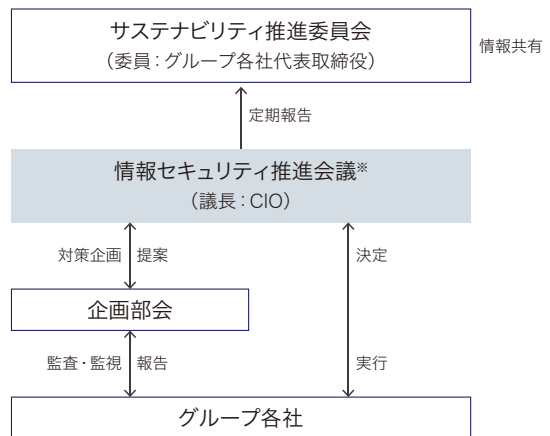 サステナビリティ推進委員会
（委員：グループ各社代表取締役）
情報共有
定期報告
情報セキュリティ推進会議※
（議長：CIO）
対策企画 提案
決定
企画部会
監査・監視 報告
実行
グループ各社